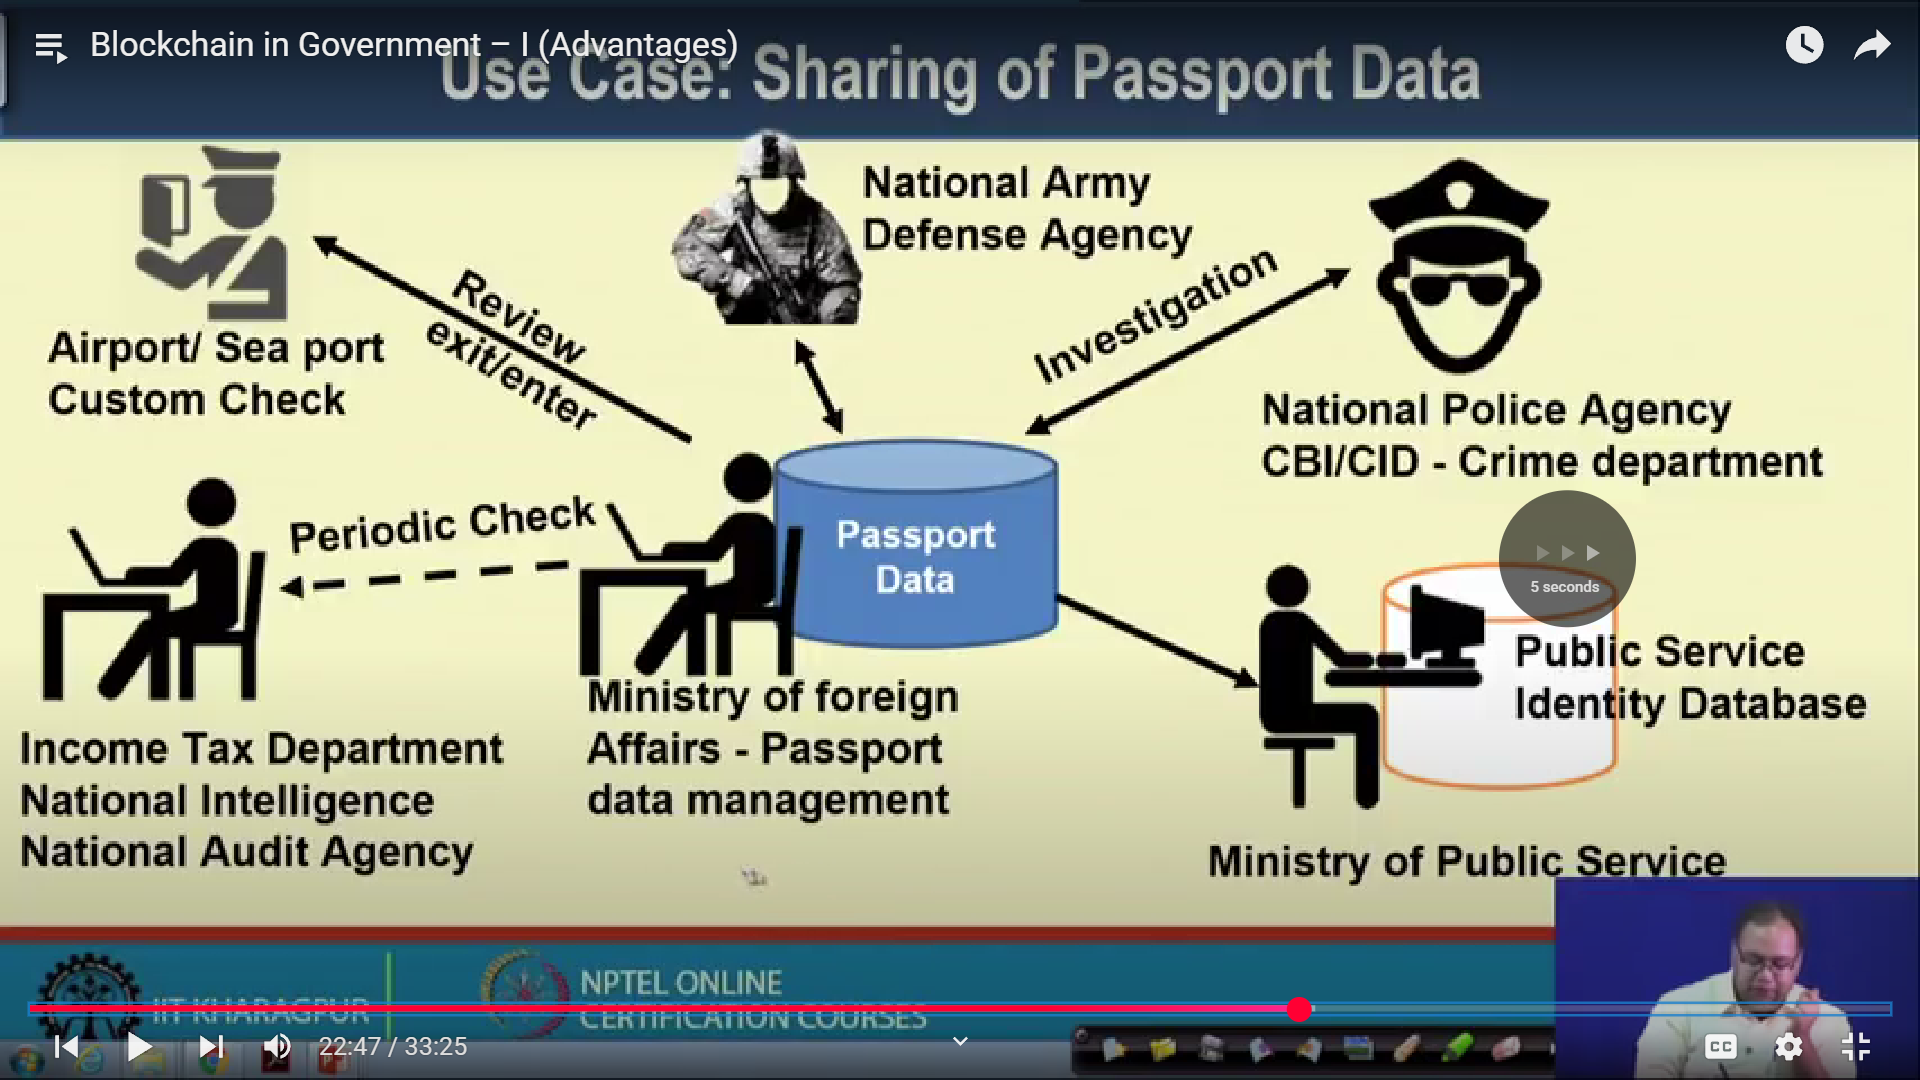 Blockchain in Government – I (Advantages)
Use Case: Sharing of Passport Data
National Army
Defense Agency
Review
exit/enter
Investigation
Airport/ Sea port
Custom Check
National Police Agency
CBI/CID - Crime department
Periodic Check
Passport
Data
5 seconds
Public Service
Identity Database
Ministry of foreign
Affairs - Passport
data management
Income Tax Department
National Intelligence
National Audit Agency
Ministry of Public Service
IIT KHARAGPUR
NPTEL ONLINE
CERTIFICATION COURSES
22:47 / 33:25
CC